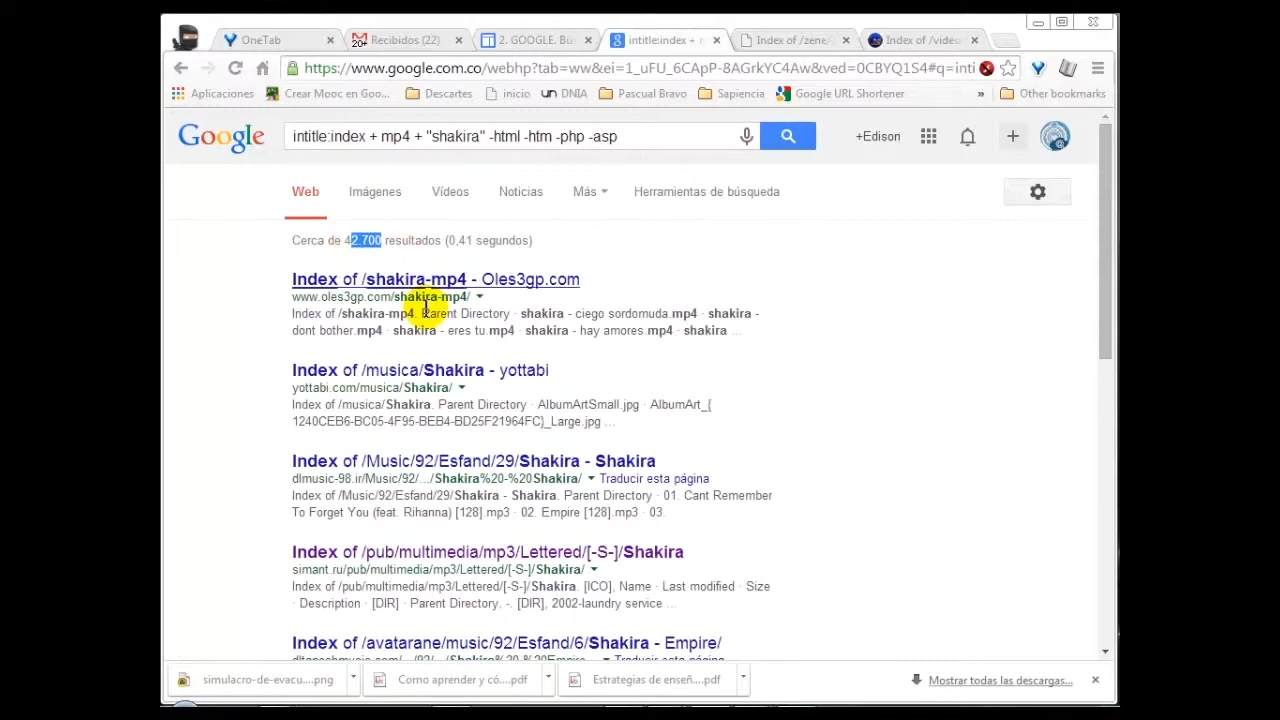 OneTab
Recibidos (22)
20+
2. GOOGLE. Bu
intitle:index + r
Index of /zene/
Index of /video
https://www.google.com.co/webhp?tab=ww&ei=1_uFU_6CApP-8AGrkYC4Aw&ved=0CBYQ1S4#q=inti
Aplicaciones
Crear Mooc en Goo...
Descartes
inicio
DNIA
Pascual Bravo
Sapiencia
Google URL Shortener
»
Other bookmarks
Google
intitle:index + mp4 + "shakira" -html -htm -php -asp
+Edison
Web
Imágenes
Vídeos
Noticias
Más
Herramientas de búsqueda
Cerca de 42.700 resultados (0,41 segundos)
Index of /shakira-mp4 - Oles3gp.com
www.oles3gp.com/shakira-mp4/
Index of /shakira-mp4. Parent Directory · shakira - ciego sordomuda.mp4 · shakira -
dont bother.mp4 · shakira - eres tu.mp4 · shakira - hay amores.mp4 · shakira ...
Index of /musica/Shakira - yottabi
yottabi.com/musica/Shakira/
Index of /musica/Shakira. Parent Directory · AlbumArtSmall.jpg · AlbumArt_{
1240CEB6-BC05-4F95-BEB4-BD25F21964FC}_Large.jpg ...
Index of /Music/92/Esfand/29/Shakira - Shakira
dlmusic-98.ir/Music/92/.../Shakira%20-%20Shakira/ Traducir esta página
Index of /Music/92/Esfand/29/Shakira - Shakira. Parent Directory · 01. Cant Remember
To Forget You (feat. Rihanna) [128].mp3 · 02. Empire [128].mp3 · 03.
Index of /pub/multimedia/mp3/Lettered/[-S-]/Shakira
simant.ru/pub/multimedia/mp3/Lettered/[-S-]/Shakira/
Index of /pub/multimedia/mp3/Lettered/[-S-]/Shakira. [ICO], Name · Last modified · Size
· Description · [DIR] · Parent Directory. -. [DIR], 2002-laundry service ...
Index of /avatarane/music/92/Esfand/6/Shakira - Empire/
simulacro-de-evacu....png
Como aprender y có....pdf
Estrategias de enseñ....pdf
Mostrar todas las descargas...